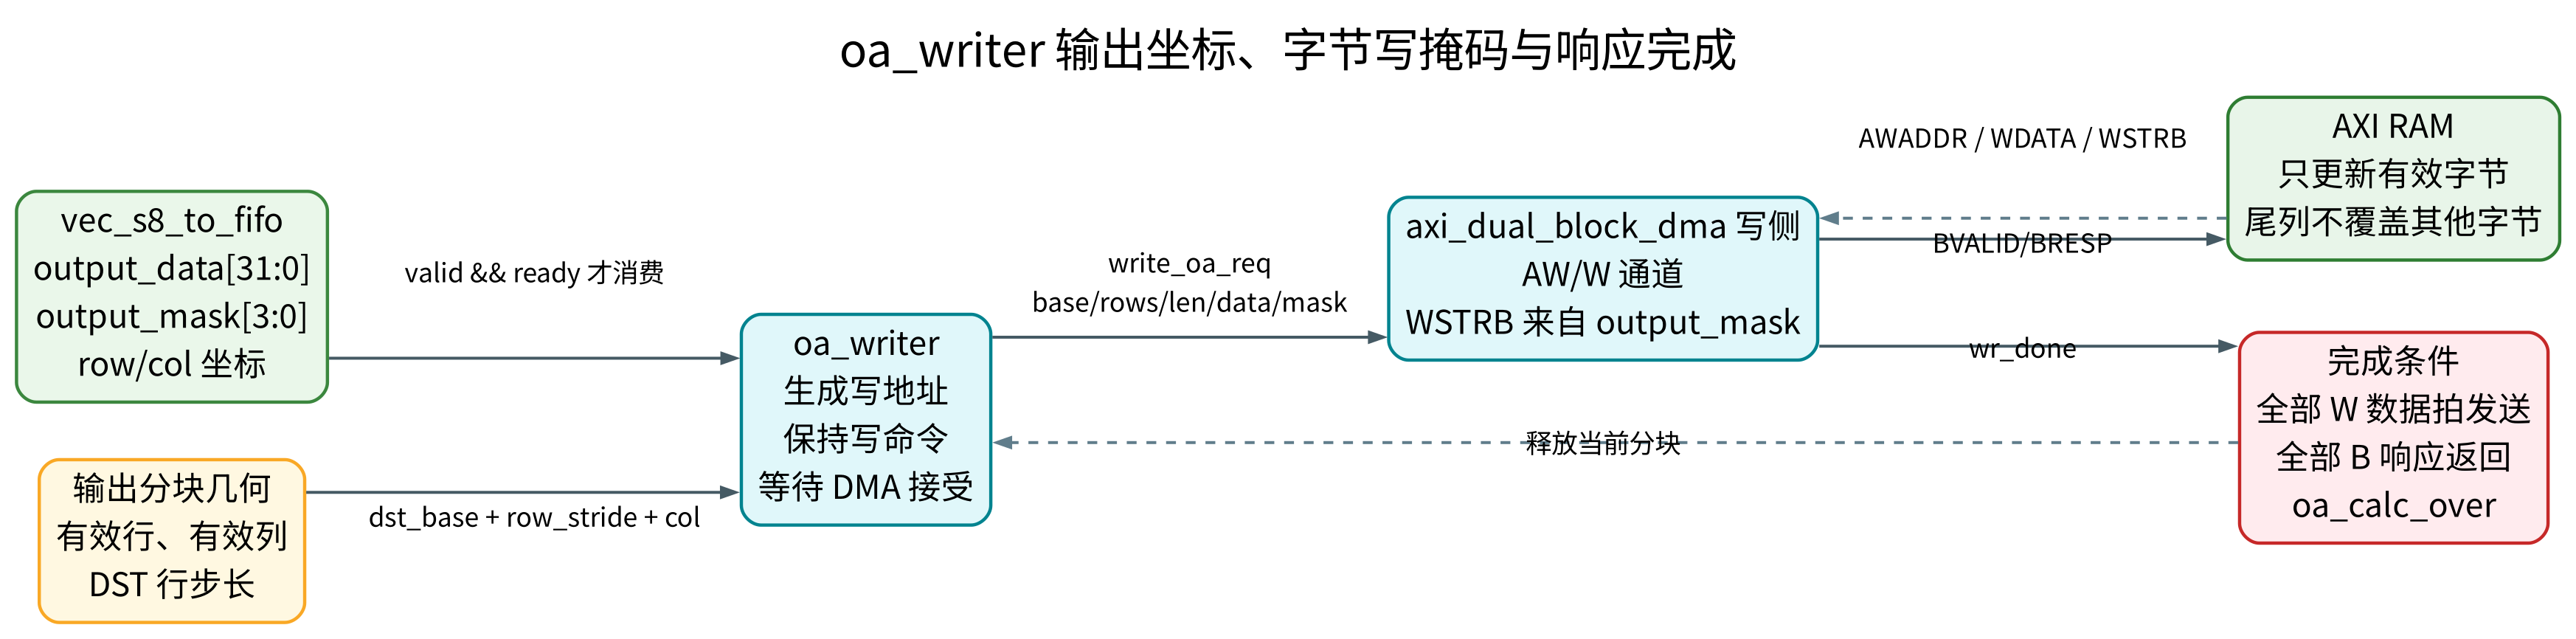 oa_writer 输出坐标、字节写掩码与响应完成
vec_s8_to_fifo
output_data[31:0]
output_mask[3:0]
row/col 坐标
valid && ready 才消费
输出分块几何
有效行、有效列
DST 行步长
dst_base + row_stride + col
oa_writer
生成写地址
保持写命令
等待 DMA 接受
write_oa_req
base/rows/len/data/mask
axi_dual_block_dma 写侧
AW/W 通道
WSTRB 来自 output_mask
AWADDR / WDATA / WSTRB
BVALID/BRESP
wr_done
释放当前分块
AXI RAM
只更新有效字节
尾列不覆盖其他字节
完成条件
全部 W 数据拍发送
全部 B 响应返回
oa_calc_over